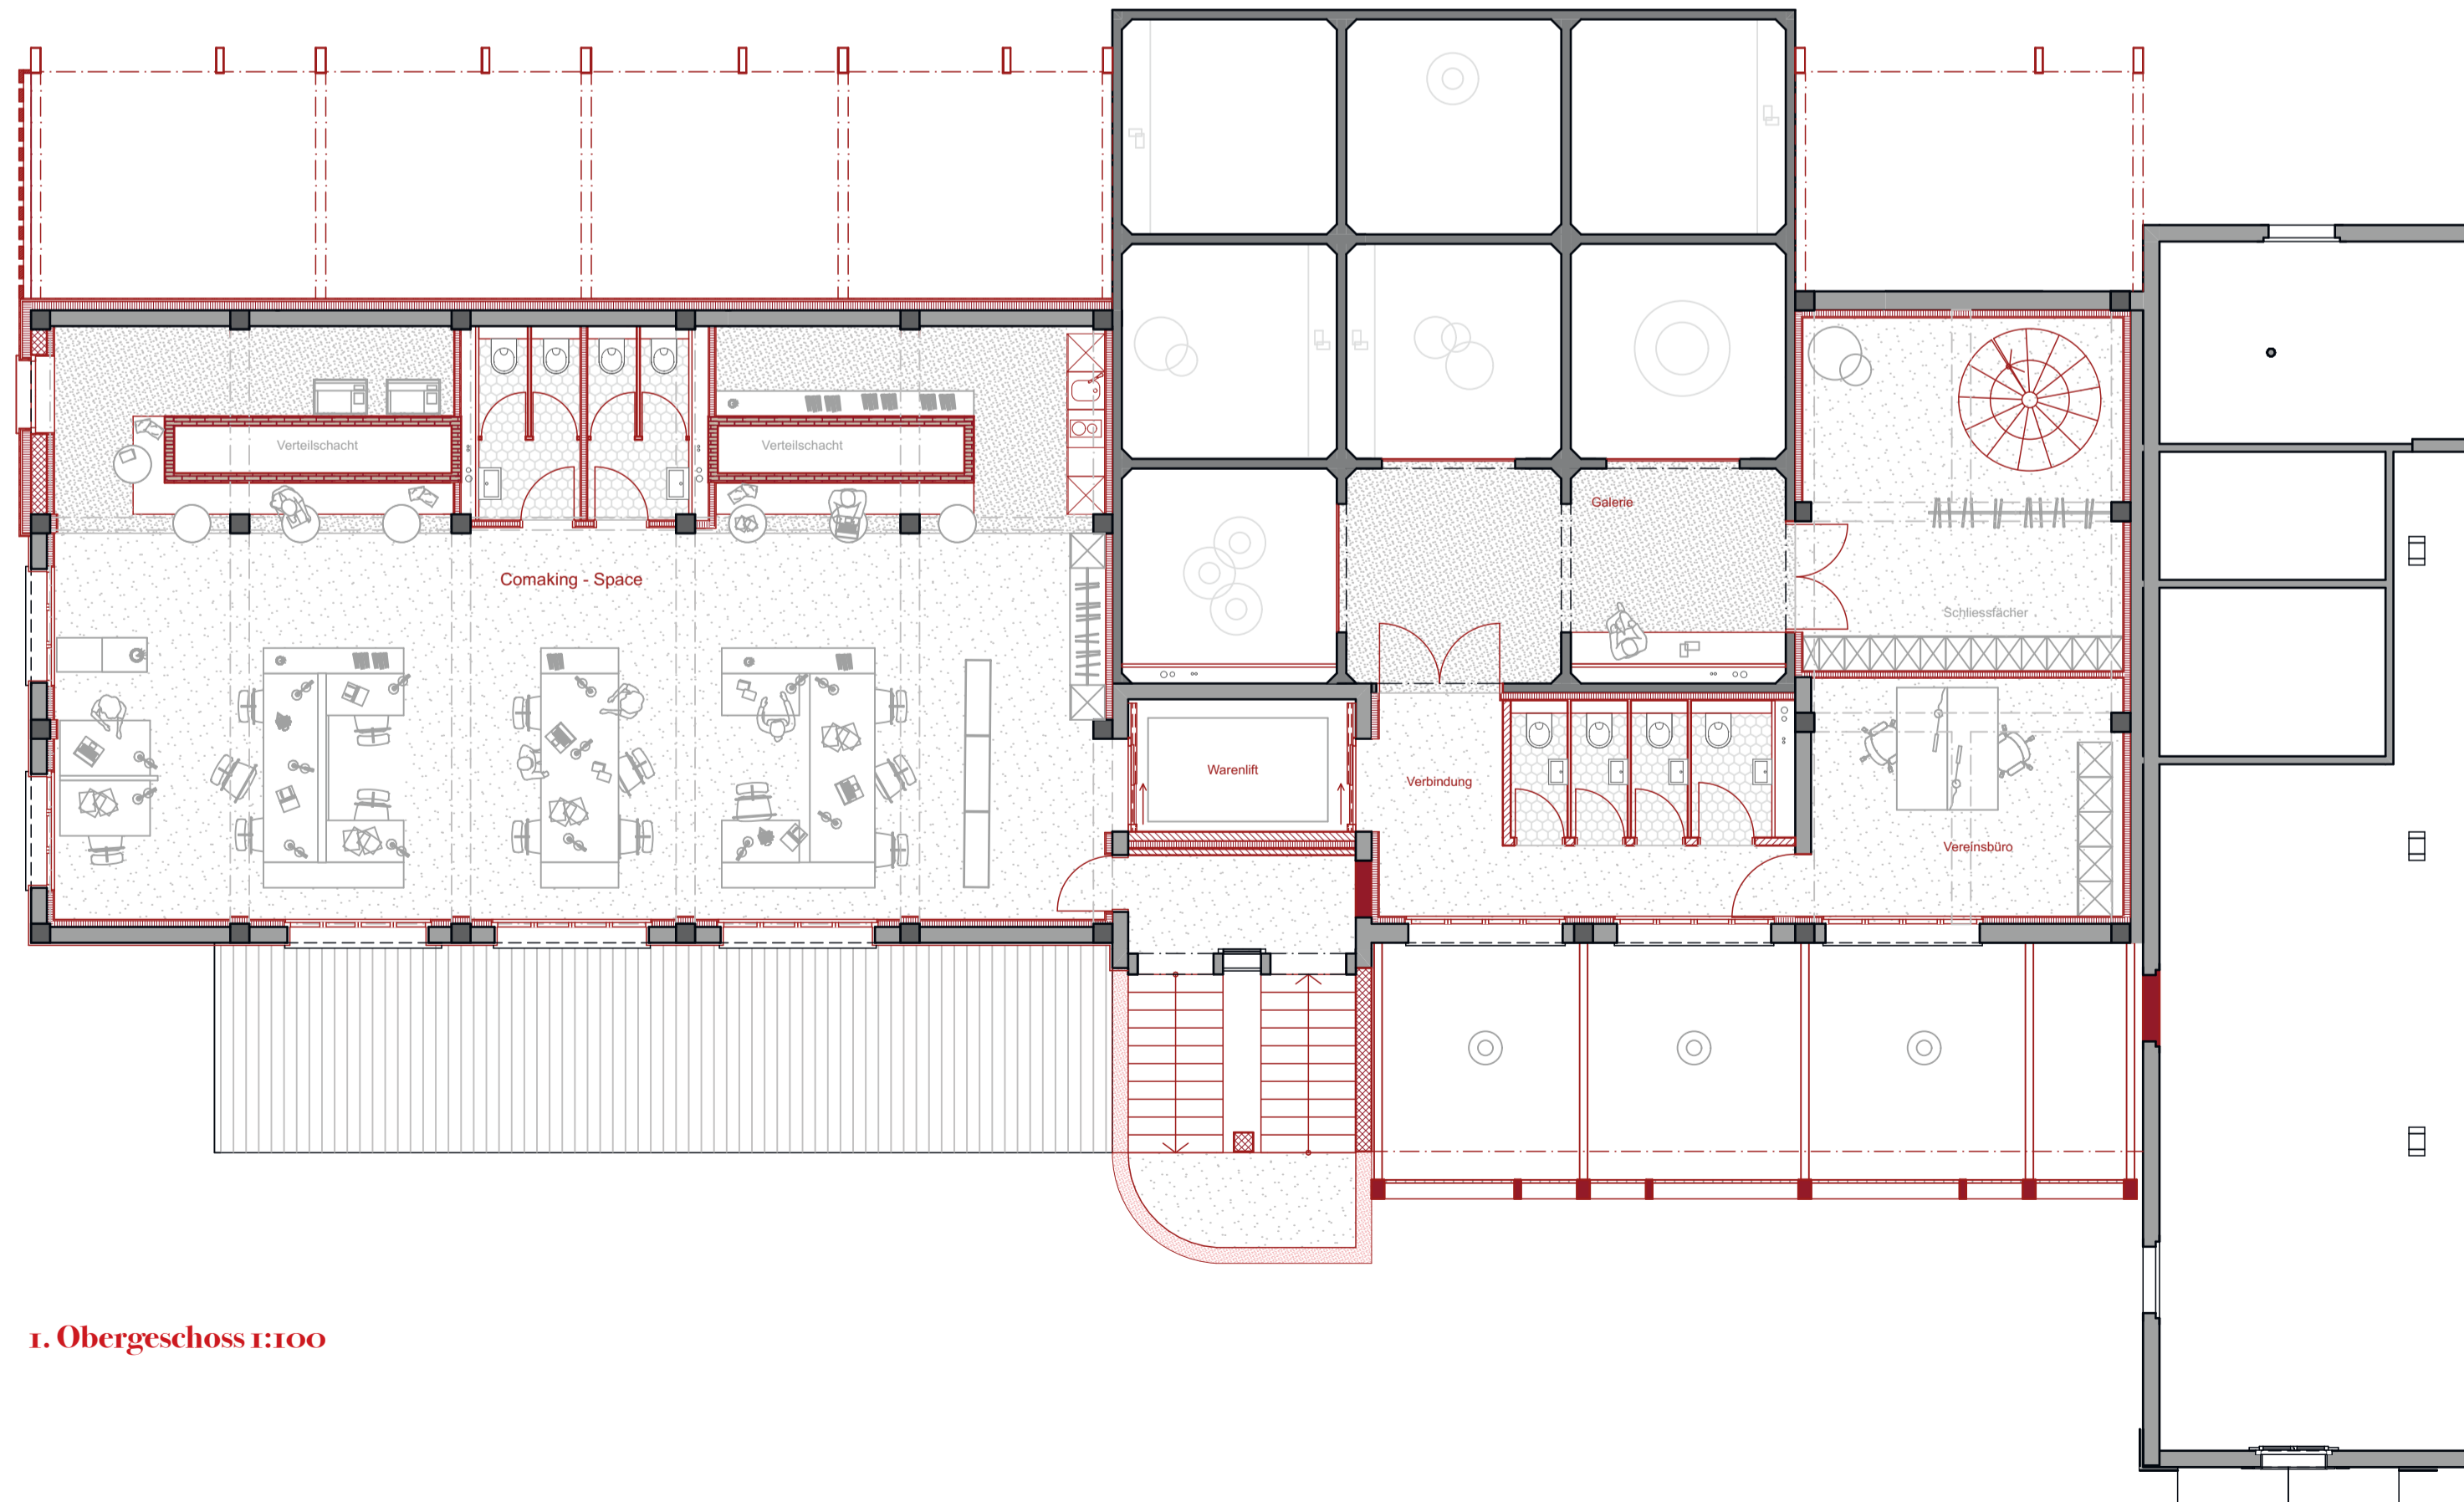 Verteilschacht
Verteilschacht
Galerie
Comaking - Space
Schliessfächer
Warenlift
Verbindung
Vereinsbüro
1. Obergeschoss 1:100